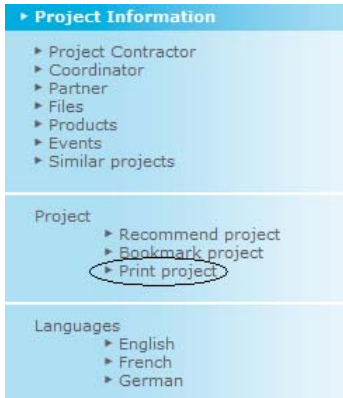 Project Information
Project Contractor
Coordinator
Partner
Files
Products
Events
Similar projects
Project
Recommend project
Bookmark project
Print project
Languages
English
French
German